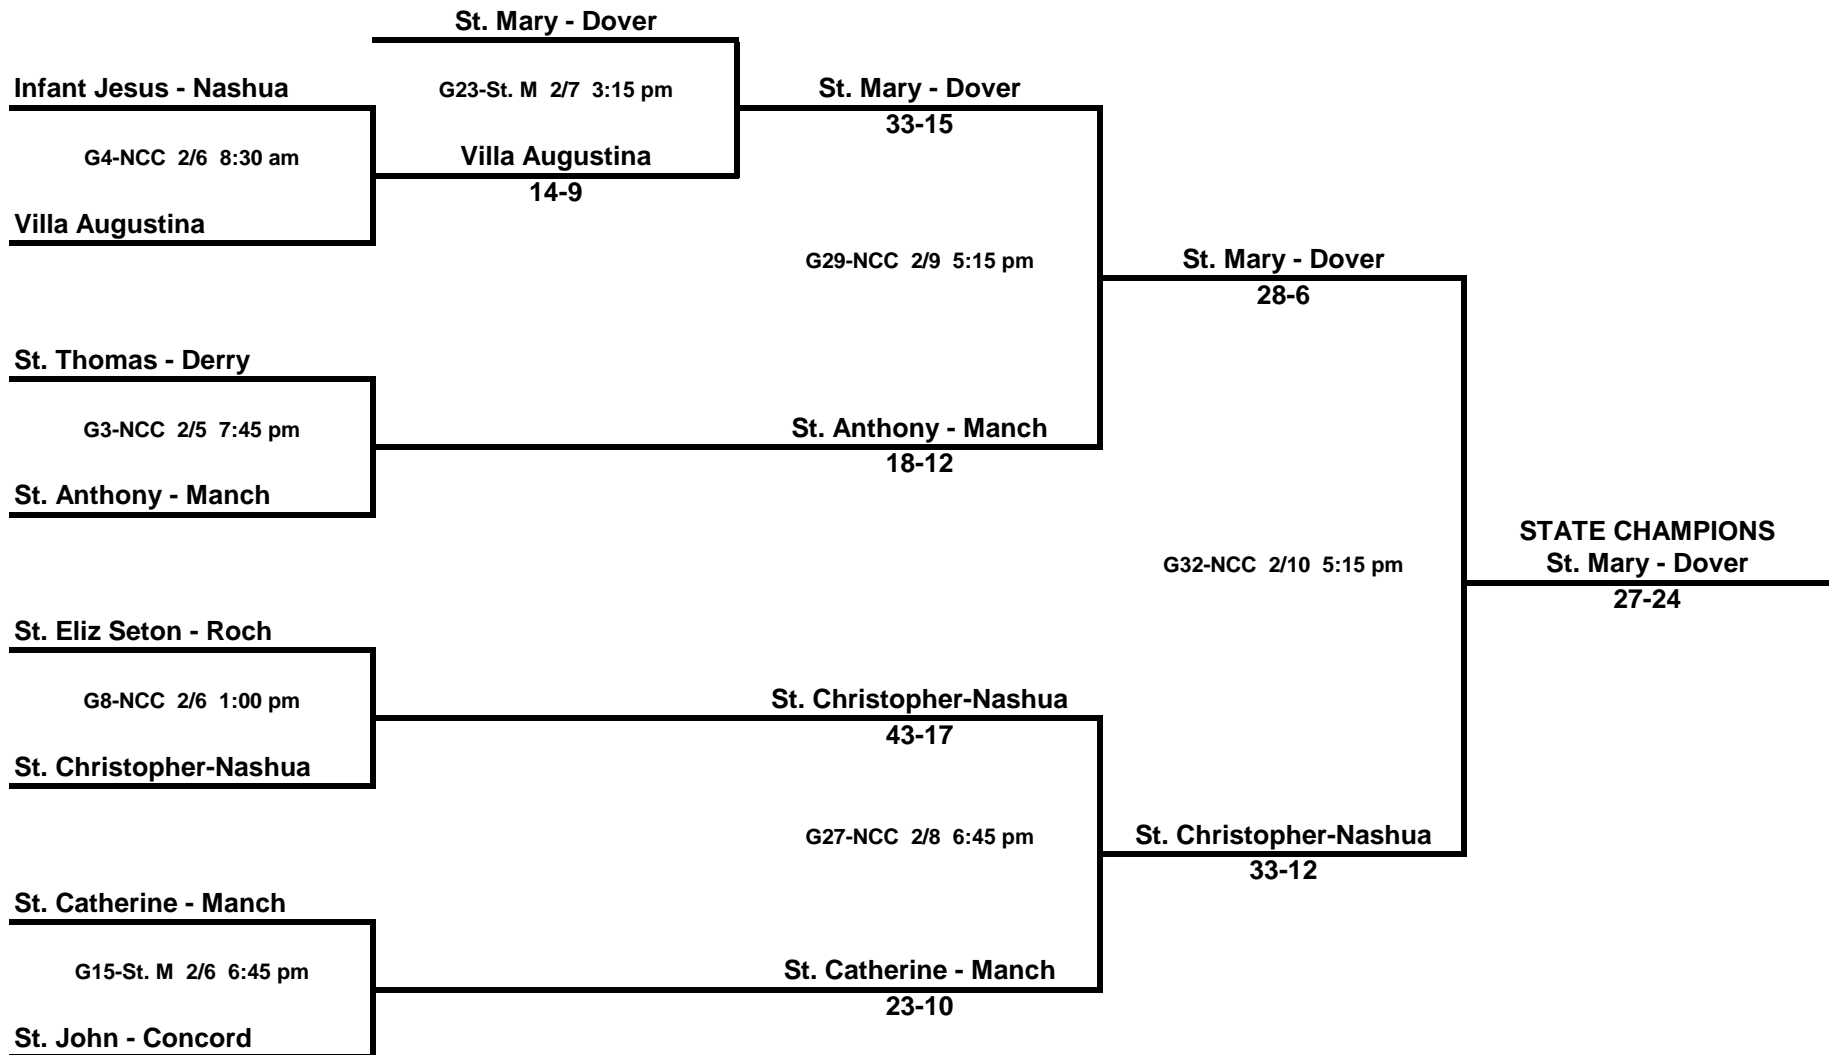 St. Mary - Dover
Infant Jesus - Nashua
G23-St. M 2/7 3:15 pm
St. Mary - Dover
33-15
G4-NCC 2/6 8:30 am
Villa Augustina
14-9
Villa Augustina
G29-NCC 2/9 5:15 pm
St. Mary - Dover
28-6
St. Thomas - Derry
G3-NCC 2/5 7:45 pm
St. Anthony - Manch
18-12
St. Anthony - Manch
STATE CHAMPIONS
G32-NCC 2/10 5:15 pm
St. Mary - Dover
27-24
St. Eliz Seton - Roch
G8-NCC 2/6 1:00 pm
St. Christopher-Nashua
43-17
St. Christopher-Nashua
G27-NCC 2/8 6:45 pm
St. Christopher-Nashua
33-12
St. Catherine - Manch
G15-St. M 2/6 6:45 pm
St. Catherine - Manch
23-10
St. John - Concord